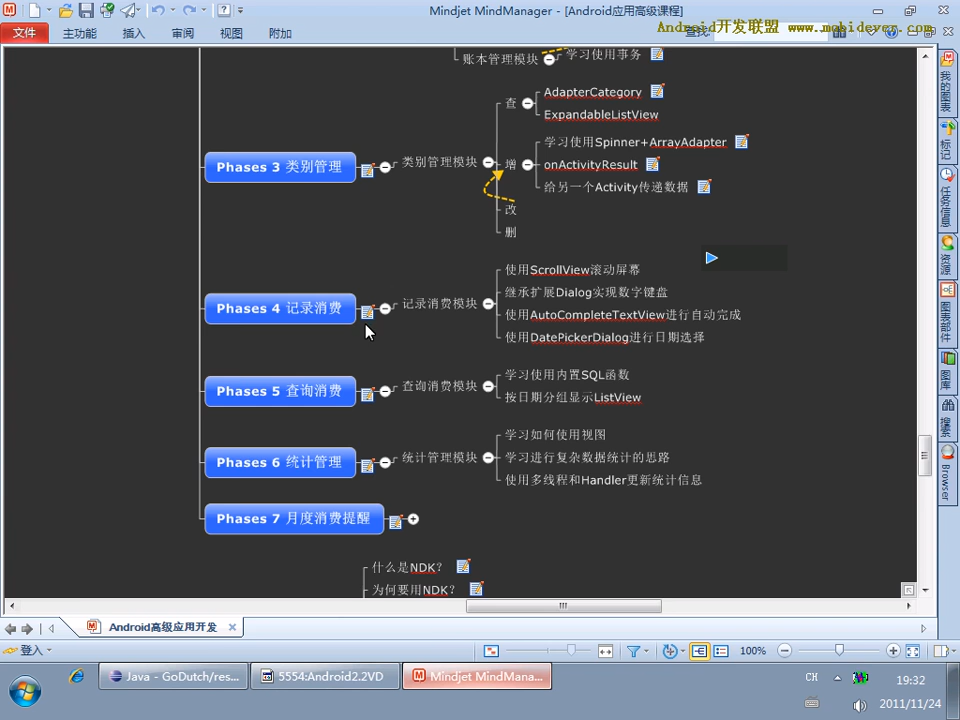 Mindjet MindManager - [Android应用高级课程]
文件 主功能 插入 审阅 视图 附加
Android开发联盟 www.mobidever.com
账本管理模块 学习使用事务
查 AdapterCategory
ExpandableListView
Phases 3 类别管理 类别管理模块 增 学习使用Spinner+ArrayAdapter
onActivityResult
给另一个Activity传递数据
改
删
Phases 4 记录消费 记录消费模块 使用ScrollView滚动屏幕
继承扩展Dialog实现数字键盘
使用AutoCompleteTextView进行自动完成
使用DatePickerDialog进行日期选择
Phases 5 查询消费 查询消费模块 学习使用内置SQL函数
按日期分组显示ListView
Phases 6 统计管理 统计管理模块 学习如何使用视图
学习进行复杂数据统计的思路
使用多线程和Handler更新统计信息
Phases 7 月度消费提醒
什么是NDK?
为何要用NDK?
我的图表
标记
任务信息
资源
图表部件
图库
搜索
Browser
Android高级应用开发
登入 100%
Java - GoDutch/res... 5554:Android2.2VD Mindjet MindMana... CH 19:32
2011/11/24